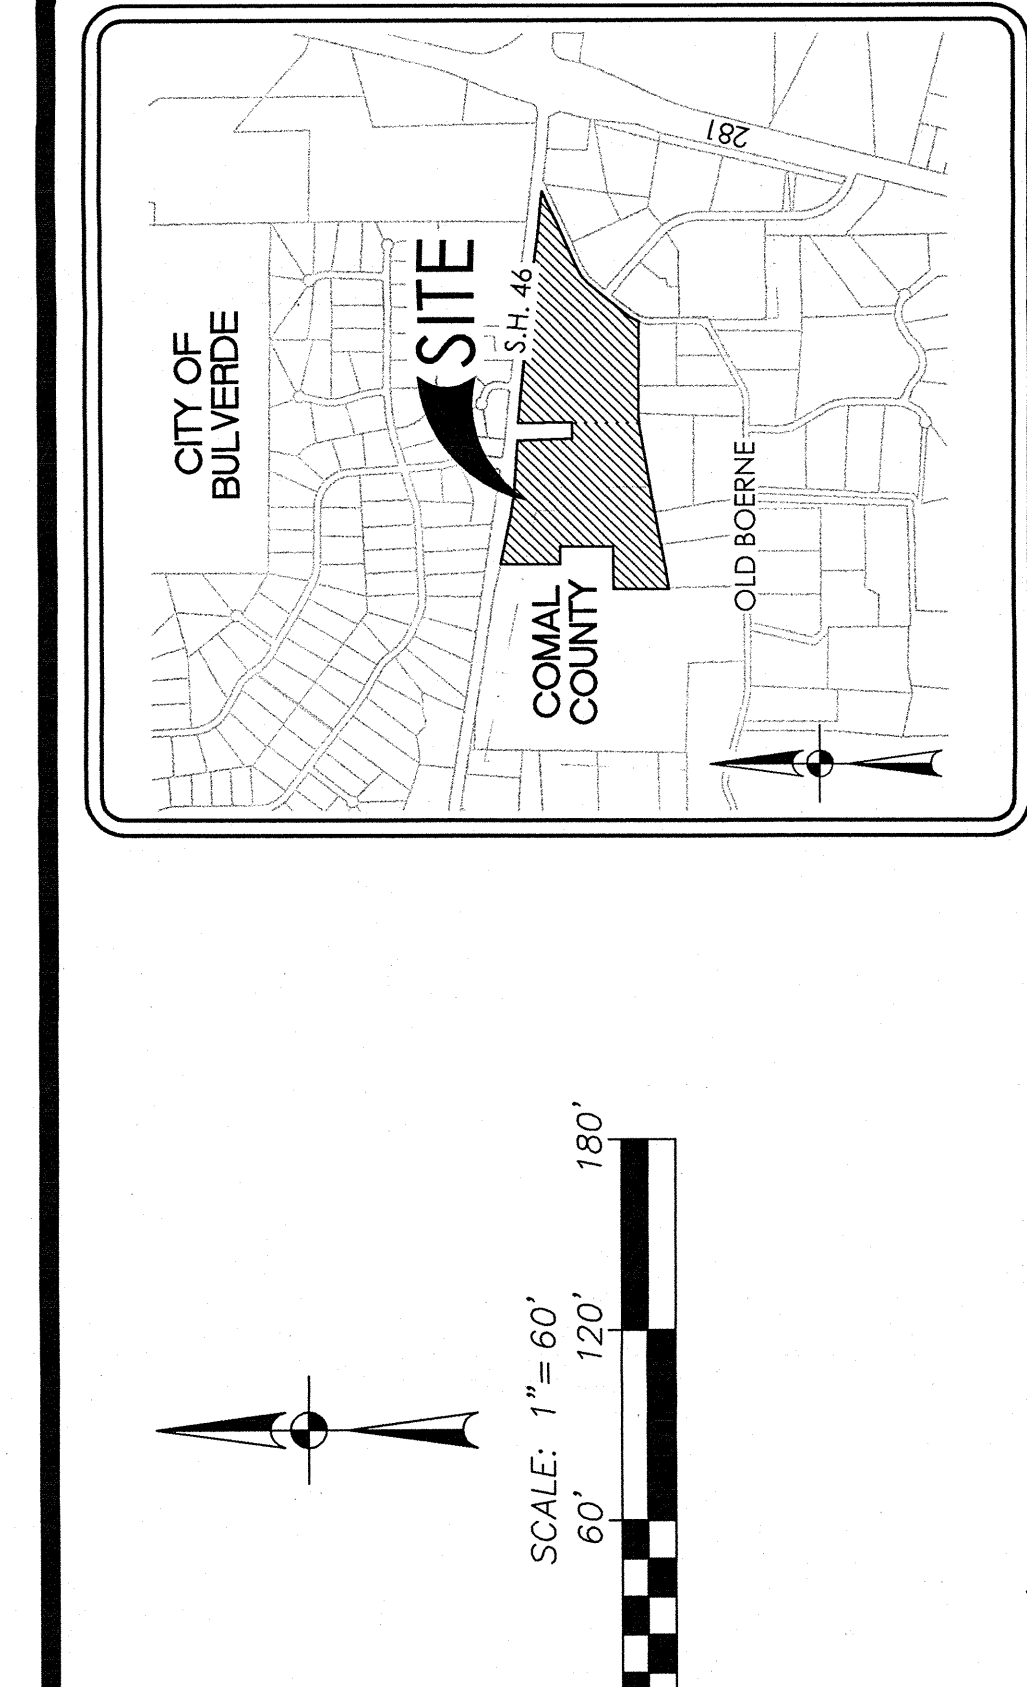 CITY OF
BULVERDE
SITE
S.H. 46
281
COMAL
COUNTY
OLD BOERNE
SCALE: 1"= 60'
60'
120'
180'